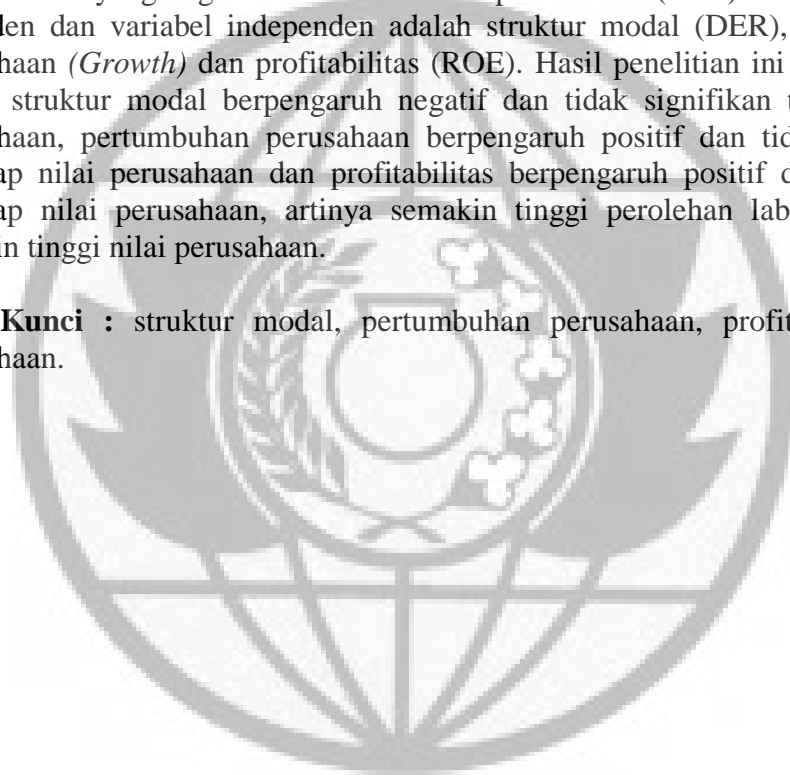 den dan variabel independen adalah struktur modal (DER),
haan (Growth) dan profitabilitas (ROE). Hasil penelitian ini
struktur modal berpengaruh negatif dan tidak signifikan t
haan, pertumbuhan perusahaan berpengaruh positif dan tid
ap nilai perusahaan dan profitabilitas berpengaruh positif d
ap nilai perusahaan, artinya semakin tinggi perolehan lab
in tinggi nilai perusahaan.
Kunci : struktur modal, pertumbuhan perusahaan, profit
haan.